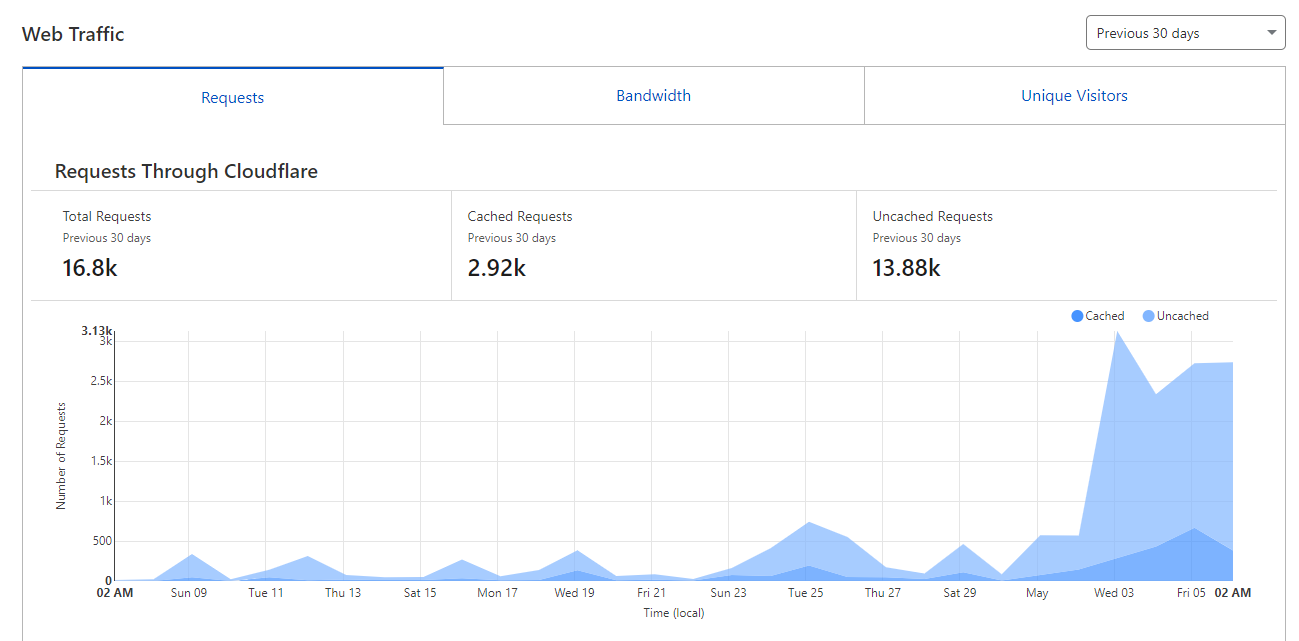 Web Traffic
Previous 30 days
Requests
Bandwidth
Unique Visitors
Requests Through Cloudflare
Total Requests
Previous 30 days
16.8k
Cached Requests
Previous 30 days
2.92k
Uncached Requests
Previous 30 days
13.88k
Cached
Uncached
3.13k
3k
2.5k
2k
1.5k
1k
500
0
Number of Requests
02 AM Sun 09 Tue 11 Thu 13 Sat 15 Mon 17 Wed 19 Fri 21 Sun 23 Tue 25 Thu 27 Sat 29 May Wed 03 Fri 05 02 AM
Time (local)